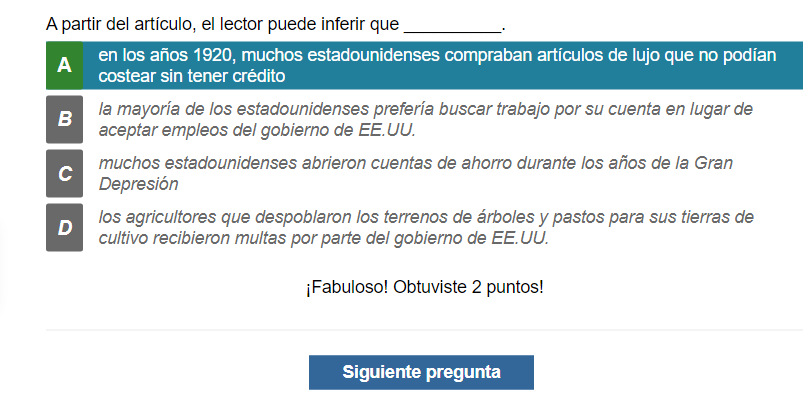 A partir del artículo, el lector puede inferir que __________.
A
en los años 1920, muchos estadounidenses compraban artículos de lujo que no podían
costear sin tener crédito
B
la mayoría de los estadounidenses prefería buscar trabajo por su cuenta en lugar de
aceptar empleos del gobierno de EE.UU.
C
muchos estadounidenses abrieron cuentas de ahorro durante los años de la Gran
Depresión
D
los agricultores que despoblaron los terrenos de árboles y pastos para sus tierras de
cultivo recibieron multas por parte del gobierno de EE.UU.
¡Fabuloso! Obtuviste 2 puntos!
Siguiente pregunta